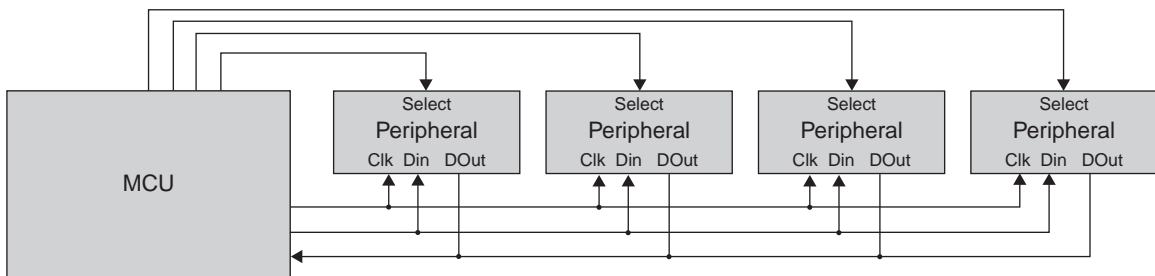 MCU
Select
Peripheral
Clk Din DOut
Select
Peripheral
Clk Din DOut
Select
Peripheral
Clk Din DOut
Select
Peripheral
Clk Din DOut